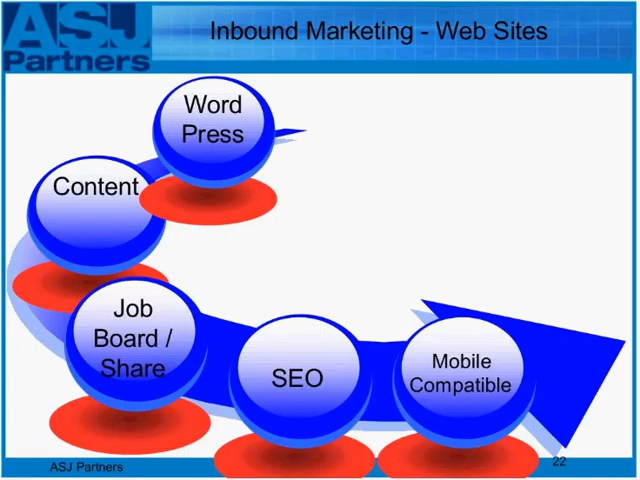 ASJ
Partners
Inbound Marketing - Web Sites
Word
Press
Content
Job
Board /
Share
SEO
Mobile
Compatible
ASJ Partners
22